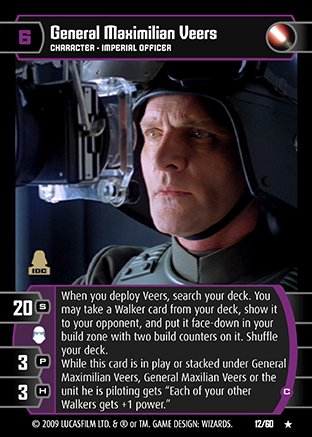 6
General Maximilian Veers
CHARACTER - IMPERIAL OFFICER
IDC
20 S
3 P
3 H
When you deploy Veers, search your deck. You
may take a Walker card from your deck, show it
to your opponent, and put it face-down in your
build zone with two build counters on it. Shuffle
your deck.
While this card is in play or stacked under General
Maximilian Veers, General Maxilian Veers or the
unit he is piloting gets “Each of your other
Walkers gets +1 power.”
C
© 2009 LUCASFILM LTD. & ® or TM. GAME DESIGN: WIZARDS.
12/60